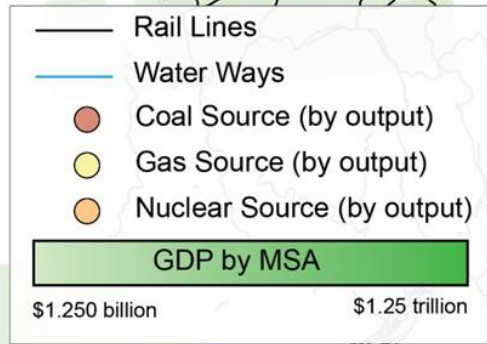 Rail Lines
Water Ways
Coal Source (by output)
Gas Source (by output)
Nuclear Source (by output)
GDP by MSA
$1.250 billion $1.25 trillion